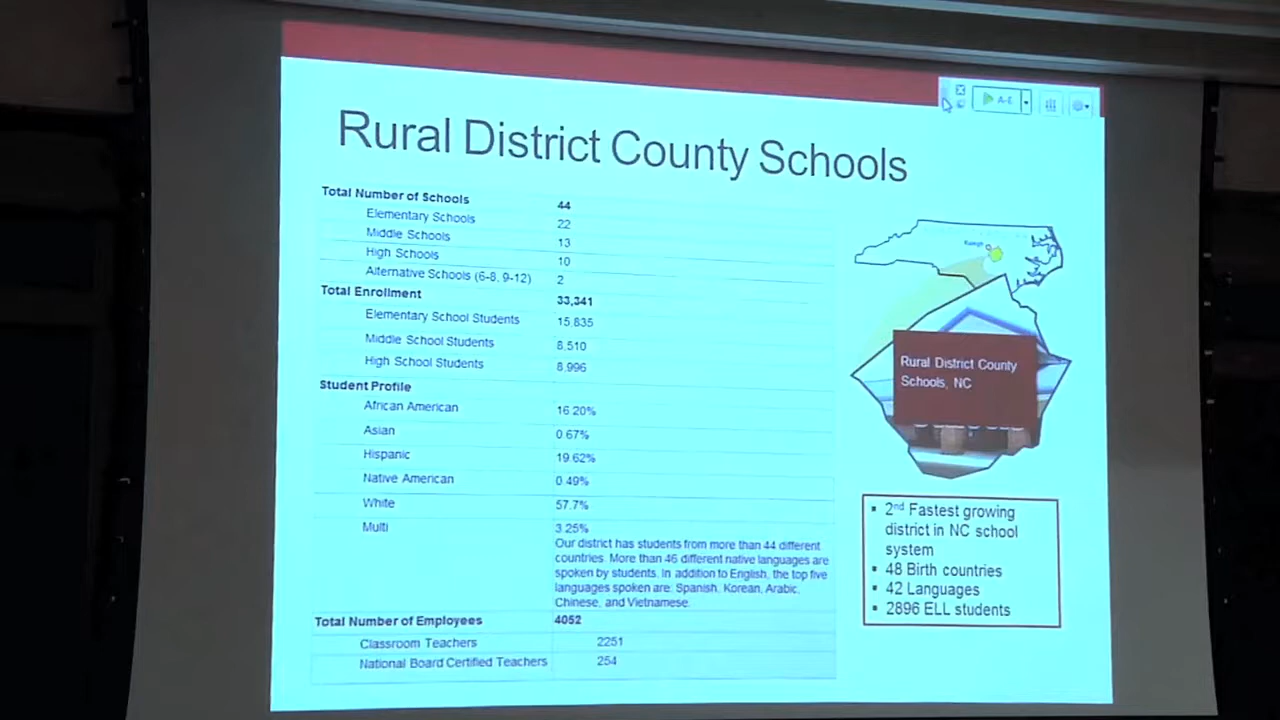 A-E
Rural District County Schools
Total Number of Schools 44
Elementary Schools 22
Middle Schools 13
High Schools 10
Alternative Schools (6-8, 9-12) 2
Total Enrollment 33,341
Elementary School Students 15,835
Middle School Students 8,510
High School Students 8,996
Student Profile
African American 16.20%
Asian 0.67%
Hispanic 19.62%
Native American 0.49%
White 57.7%
Multi 3.25%
Our district has students from more than 44 different
countries. More than 46 different native languages are
spoken by students. In addition to English, the top five
languages spoken are: Spanish, Korean, Arabic,
Chinese, and Vietnamese.
Total Number of Employees 4052
Classroom Teachers 2251
National Board Certified Teachers 254
Raleigh
Rural District County
Schools, NC
▪ 2nd Fastest growing
district in NC school
system
▪ 48 Birth countries
▪ 42 Languages
▪ 2896 ELL students